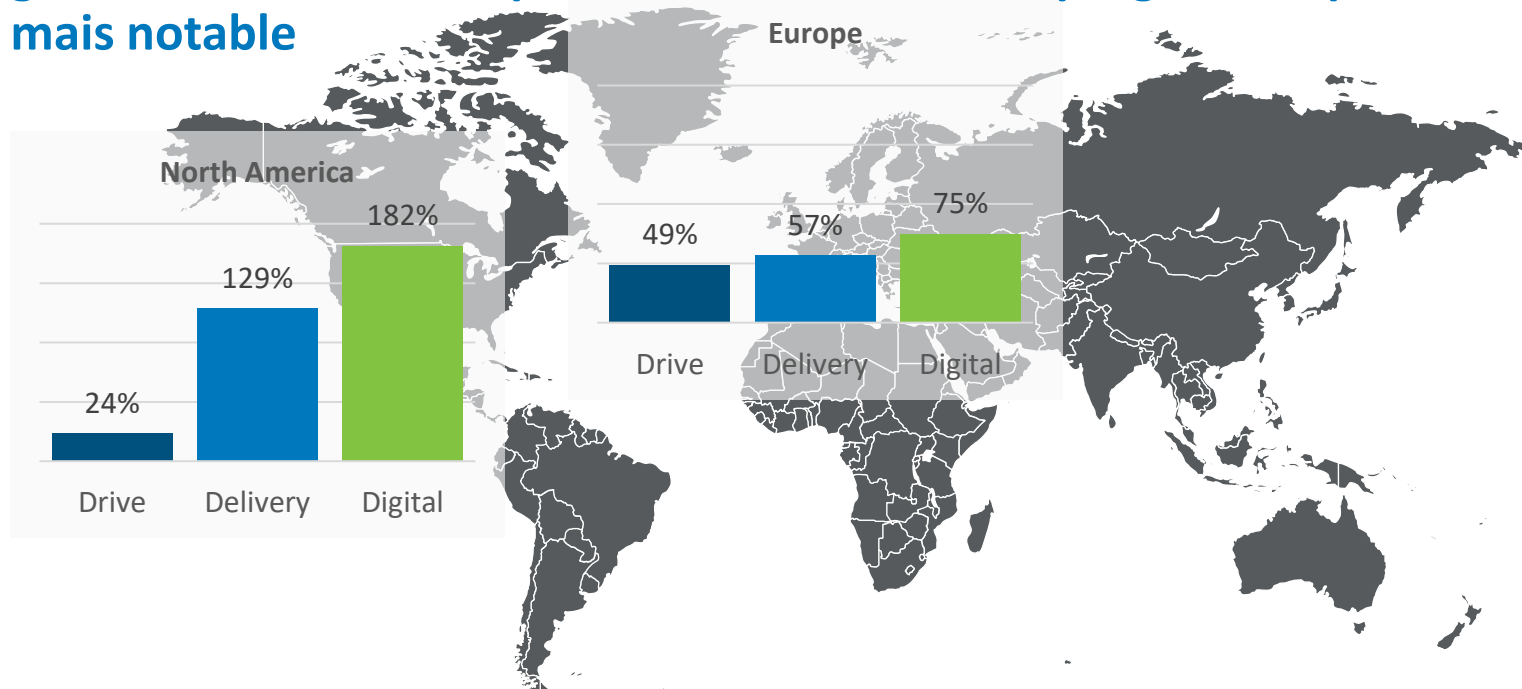 mais notable
Europe
North America
182%
75%
57%
49%
129%
24%
Drive Delivery Digital
Drive Delivery Digital